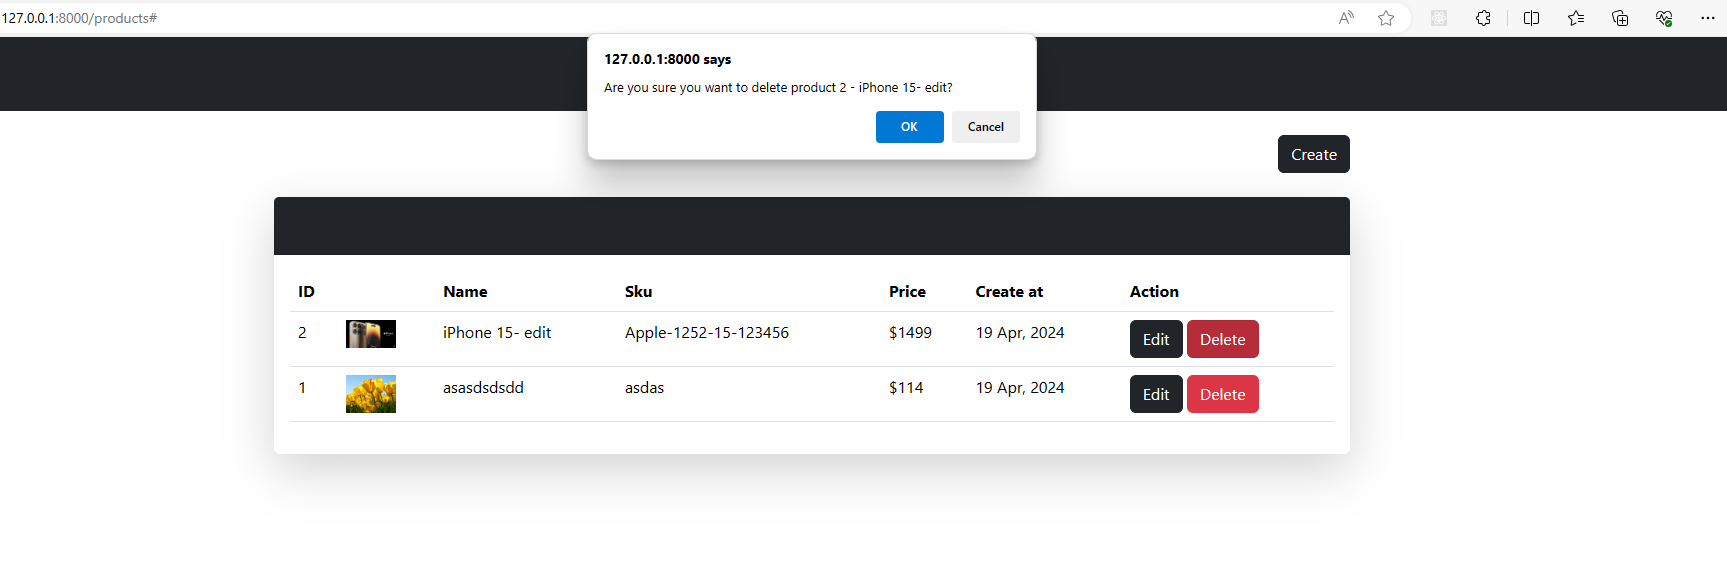 127.0.0.1:8000/products#
127.0.0.1:8000 says
Are you sure you want to delete product 2 - iPhone 15- edit?
OK Cancel
Create
ID Name Sku Price Create at Action
2 iPhone 15- edit Apple-1252-15-123456 $1499 19 Apr, 2024 Edit Delete
1 asasdsdsdd asdas $114 19 Apr, 2024 Edit Delete